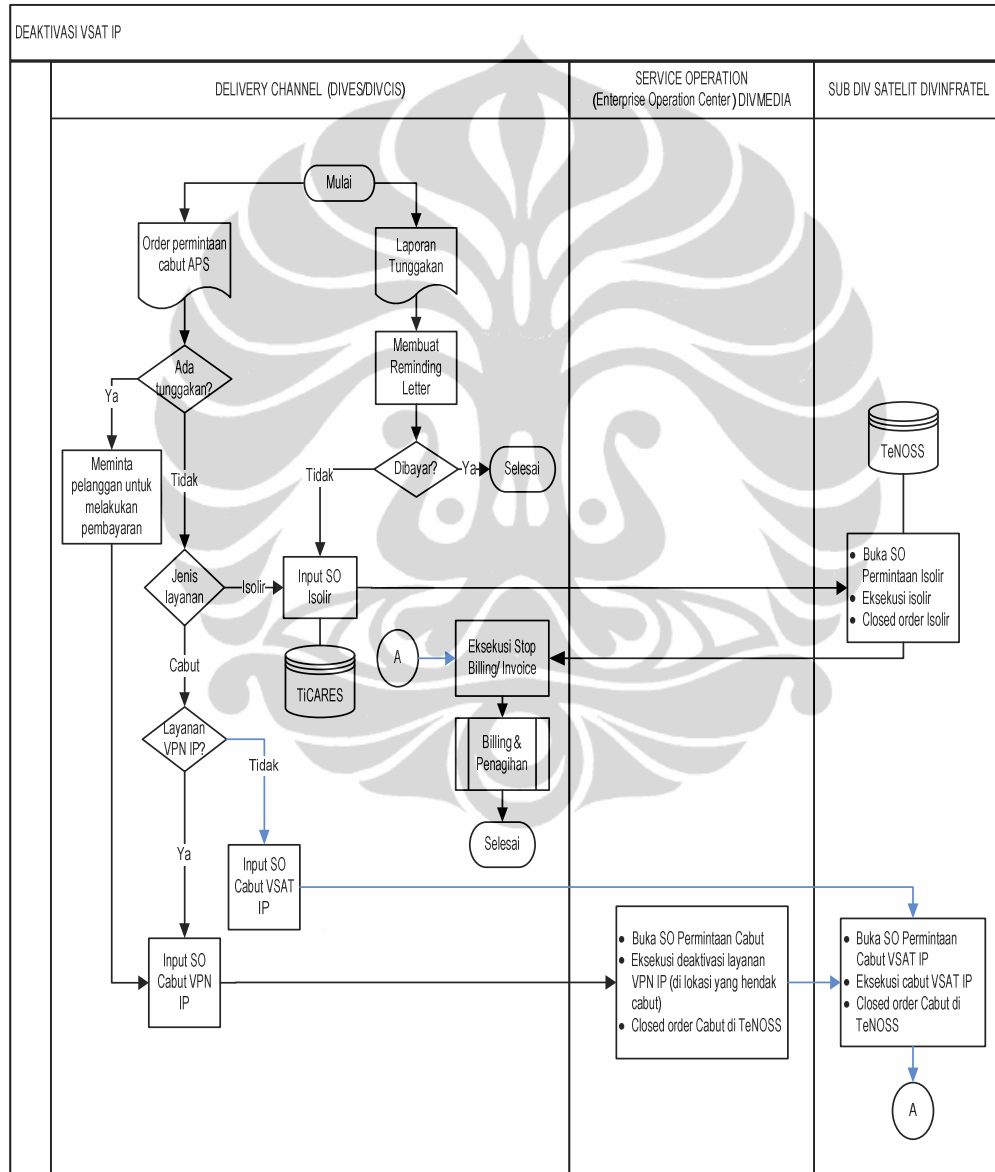 DEAKTIVASI VSAT IP
DELIVERY CHANNEL (DIVES/DIVCIS)
SERVICE OPERATION
(Enterprise Operation Center) DIVMEDIA
SUB DIV SATELIT DIVINFRATEL
Mulai
Order permintaan
cabut APS
Laporan
Tunggakan
Membuat
Reminding
Letter
Ada
tunggakan?
Ya
Tidak
Meminta
pelanggan untuk
melakukan
pembayaran
Dibayar?
Ya
Selesai
Tidak
TeNOSS
Jenis
layanan
Isolir
Input SO
Isolir
• Buka SO
Permintaan Isolir
• Eksekusi isolir
• Closed order Isolir
Cabut
TiCARES
A
Eksekusi Stop
Billing/ Invoice
Layanan
VPN IP?
Tidak
Billing &
Penagihan
Selesai
Ya
Input SO
Cabut VSAT
IP
Input SO
Cabut VPN
IP
• Buka SO Permintaan Cabut
• Eksekusi deaktivasi layanan
VPN IP (di lokasi yang hendak
cabut)
• Closed order Cabut di TeNOSS
• Buka SO Permintaan
Cabut VSAT IP
• Eksekusi cabut VSAT IP
• Closed order Cabut di
TeNOSS
A